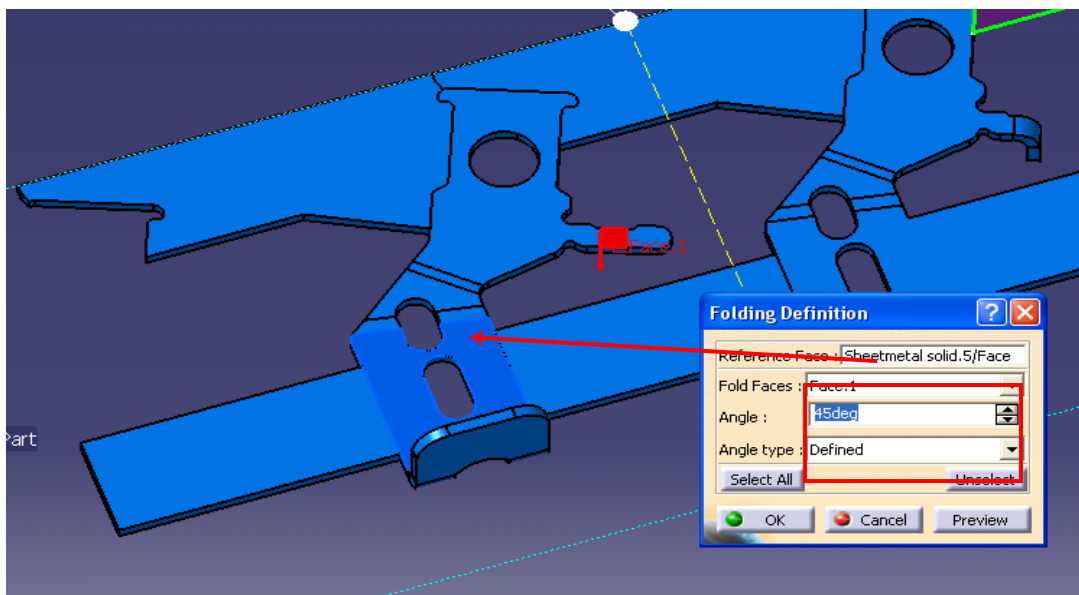 Face.1
Part
Folding Definition
Reference Face : Sheetmetal solid.5/Face
Fold Faces : Face.1
Angle : 45deg
Angle type : Defined
Select All Unselect
OK Cancel Preview